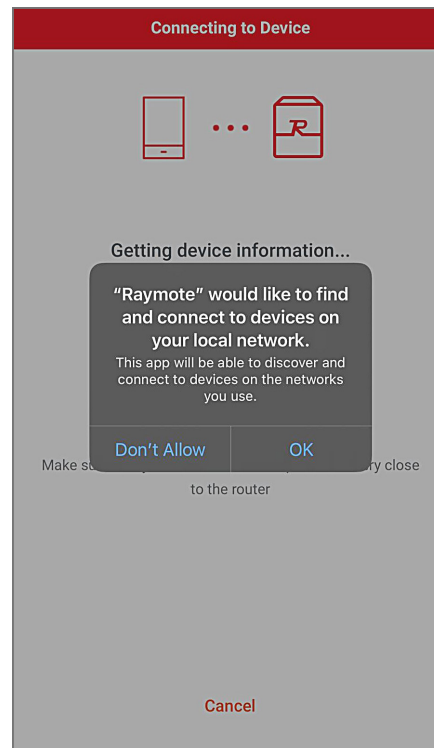 Connecting to Device
R
Getting device information...
“Raymote” would like to find
and connect to devices on
your local network.
This app will be able to discover and
connect to devices on the networks
you use.
Don’t Allow
OK
Make close
to the router
Cancel